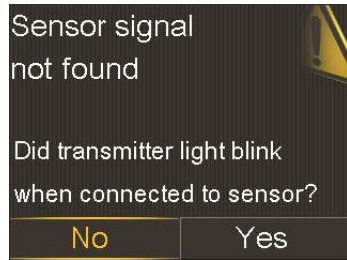 Sensor signal
not found
Did transmitter light blink
when connected to sensor?
No Yes